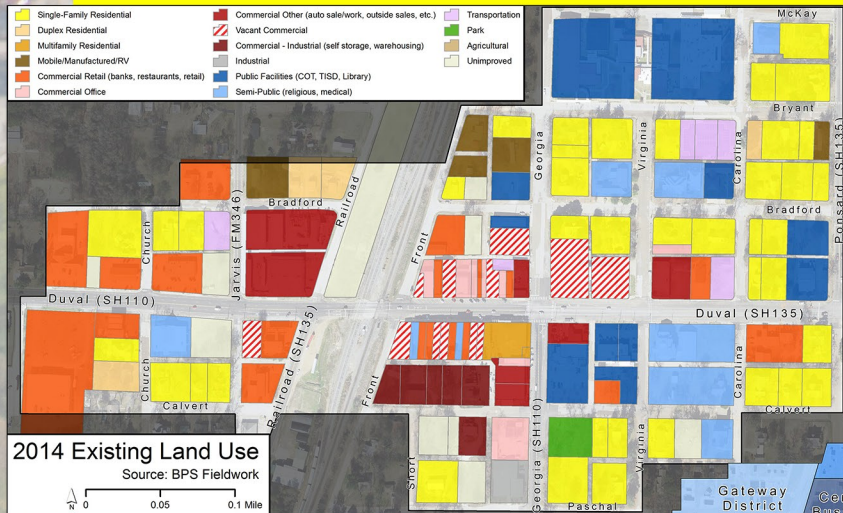 Single-Family Residential
Duplex Residential
Multifamily Residential
Mobile/Manufactured/RV
Commercial Retail (banks, restaurants, retail)
Commercial Office
Commercial Other (auto sale/work, outside sales, etc.)
Vacant Commercial
Commercial - Industrial (self storage, warehousing)
Industrial
Public Facilities (COT, TISD, Library)
Semi-Public (religious, medical)
Transportation
Park
Agricultural
Unimproved
McKay
Bryant
Georgia
Virginia
Carolina
Ponsard (SH135)
Bradford
Bradford
Railroad
Jarvis (FM346)
Church
Front
Duval (SH110)
Duval (SH135)
Railroad (SH135)
Church
Calvert
Front
Carolina
Calvert
Short
Georgia (SH110)
Virginia
Paschal
2014 Existing Land Use
Source: BPS Fieldwork
N
0 0.05 0.1 Mile
Gateway
District